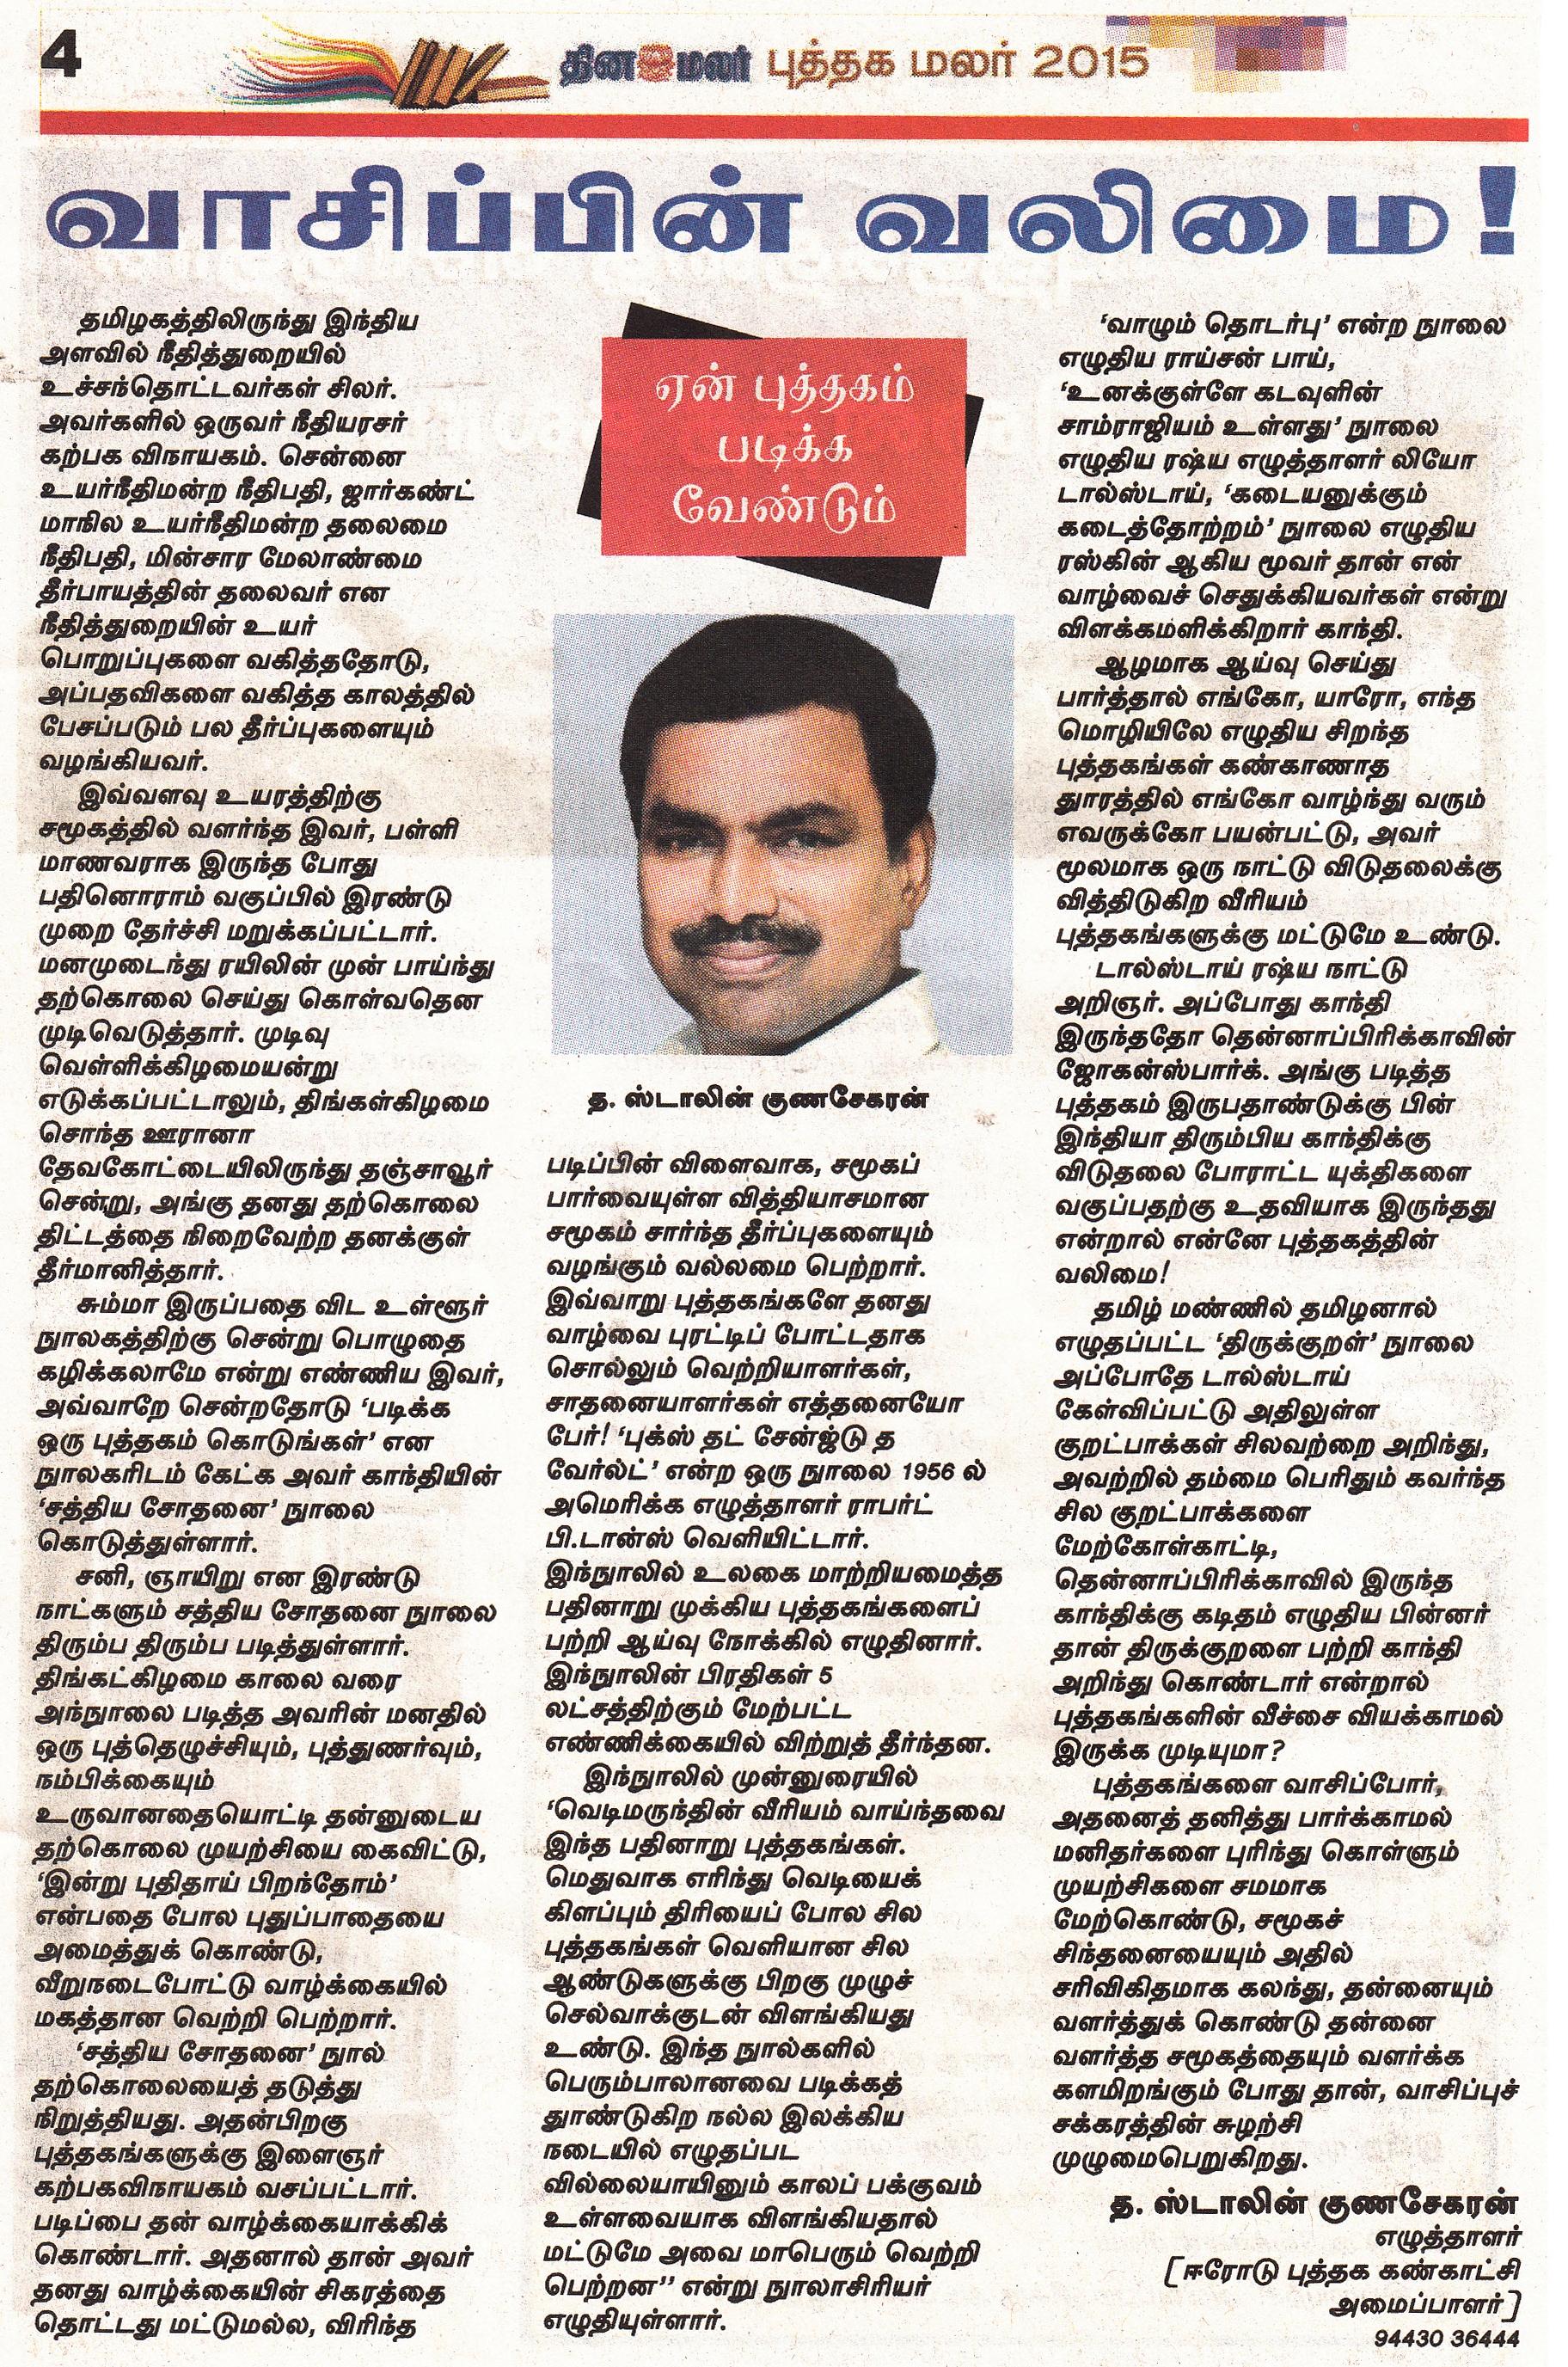 4
தினமலர் புத்தக மலர் 2015
வாசிப்பின் வலிமை!
தமிழகத்திலிருந்து இந்திய
அளவில் நீதித்துறையில்
உச்சந்தொட்டவர்கள் சிலர்.
அவர்களில் ஒருவர் நீதியரசர்
கற்பக விநாயகம். சென்னை
உயர்நீதிமன்ற நீதிபதி, ஜார்கண்ட்
மாநில உயர்நீதிமன்ற தலைமை
நீதிபதி, மின்சார மேலாண்மை
தீர்பாயத்தின் தலைவர் என
நீதித்துறையின் உயர்
பொறுப்புகளை வகித்ததோடு,
அப்பதவிகளை வகித்த காலத்தில்
பேசப்படும் பல தீர்ப்புகளையும்
வழங்கியவர்.
இவ்வளவு உயரத்திற்கு
சமூகத்தில் வளர்ந்த இவர், பள்ளி
மாணவராக இருந்த போது
பதினொராம் வகுப்பில் இரண்டு
முறை தேர்ச்சி மறுக்கப்பட்டார்.
மனமுடைந்து ரயிலின் முன் பாய்ந்து
தற்கொலை செய்து கொள்வதென
முடிவெடுத்தார். முடிவு
வெள்ளிக்கிழமையன்று
எடுக்கப்பட்டாலும், திங்கள்கிழமை
சொந்த ஊரானா
தேவகோட்டையிலிருந்து தஞ்சாவூர்
சென்று, அங்கு தனது தற்கொலை
திட்டத்தை நிறைவேற்ற தனக்குள்
தீர்மானித்தார்.
சும்மா இருப்பதை விட உள்ளூர்
நுாலகத்திற்கு சென்று பொழுதை
கழிக்கலாமே என்று எண்ணிய இவர்,
அவ்வாறே சென்றதோடு ‘படிக்க
ஒரு புத்தகம் கொடுங்கள்’ என
நுாலகரிடம் கேட்க அவர் காந்தியின்
‘சத்திய சோதனை’ நுாலை
கொடுத்துள்ளார்.
சனி, ஞாயிறு என இரண்டு
நாட்களும் சத்திய சோதனை நுாலை
திரும்ப திரும்ப படித்துள்ளார்.
திங்கட்கிழமை காலை வரை
அந்நுாலை படித்த அவரின் மனதில்
ஒரு புத்தெழுச்சியும், புத்துணர்வும்,
நம்பிக்கையும்
உருவானதையொட்டி தன்னுடைய
தற்கொலை முயற்சியை கைவிட்டு,
‘இன்று புதிதாய் பிறந்தோம்’
என்பதை போல புதுப்பாதையை
அமைத்துக் கொண்டு,
வீறுநடைபோட்டு வாழ்க்கையில்
மகத்தான வெற்றி பெற்றார்.
‘சத்திய சோதனை’ நுால்
தற்கொலையைத் தடுத்து
நிறுத்தியது. அதன்பிறகு
புத்தகங்களுக்கு இளைஞர்
கற்பகவிநாயகம் வசப்பட்டார்.
படிப்பை தன் வாழ்க்கையாக்கிக்
கொண்டார். அதனால் தான் அவர்
தனது வாழ்க்கையின் சிகரத்தை
தொட்டது மட்டுமல்ல, விரிந்த
ஏன் புத்தகம்
படிக்க
வேண்டும்
த. ஸ்டாலின் குணசேகரன்
படிப்பின் விளைவாக, சமூகப்
பார்வையுள்ள வித்தியாசமான
சமூகம் சார்ந்த தீர்ப்புகளையும்
வழங்கும் வல்லமை பெற்றார்.
இவ்வாறு புத்தகங்களே தனது
வாழ்வை புரட்டிப் போட்டதாக
சொல்லும் வெற்றியாளர்கள்,
சாதனையாளர்கள் எத்தனையோ
பேர்! ‘புக்ஸ் தட் சேன்ஜ்டு த
வேர்ல்ட்’ என்ற ஒரு நுாலை 1956 ல்
அமெரிக்க எழுத்தாளர் ராபர்ட்
பி.டான்ஸ் வெளியிட்டார்.
இந்நுாலில் உலகை மாற்றியமைத்த
பதினாறு முக்கிய புத்தகங்களைப்
பற்றி ஆய்வு நோக்கில் எழுதினார்.
இந்நுாலின் பிரதிகள் 5
லட்சத்திற்கும் மேற்பட்ட
எண்ணிக்கையில் விற்றுத் தீர்ந்தன.
இந்நுாலில் முன்னுரையில்
‘வெடிமருந்தின் வீரியம் வாய்ந்தவை
இந்த பதினாறு புத்தகங்கள்.
மெதுவாக எரிந்து வெடியைக்
கிளப்பும் திரியைப் போல சில
புத்தகங்கள் வெளியான சில
ஆண்டுகளுக்கு பிறகு முழுச்
செல்வாக்குடன் விளங்கியது
உண்டு. இந்த நுால்களில்
பெரும்பாலானவை படிக்கத்
துாண்டுகிற நல்ல இலக்கிய
நடையில் எழுதப்பட
வில்லையாயினும் காலப் பக்குவம்
உள்ளவையாக விளங்கியதால்
மட்டுமே அவை மாபெரும் வெற்றி
பெற்றன’’ என்று நுாலாசிரியர்
எழுதியுள்ளார்.
‘வாழும் தொடர்பு’ என்ற நுாலை
எழுதிய ராய்சன் பாய்,
‘உனக்குள்ளே கடவுளின்
சாம்ராஜியம் உள்ளது’ நுாலை
எழுதிய ரஷ்ய எழுத்தாளர் லியோ
டால்ஸ்டாய், ‘கடையனுக்கும்
கடைத்தோற்றம்’ நுாலை எழுதிய
ரஸ்கின் ஆகிய மூவர் தான் என்
வாழ்வைச் செதுக்கியவர்கள் என்று
விளக்கமளிக்கிறார் காந்தி.
ஆழமாக ஆய்வு செய்து
பார்த்தால் எங்கோ, யாரோ, எந்த
மொழியிலே எழுதிய சிறந்த
புத்தகங்கள் கண்காணாத
துாரத்தில் எங்கோ வாழ்ந்து வரும்
எவருக்கோ பயன்பட்டு, அவர்
மூலமாக ஒரு நாட்டு விடுதலைக்கு
வித்திடுகிற வீரியம்
புத்தகங்களுக்கு மட்டுமே உண்டு.
டால்ஸ்டாய் ரஷ்ய நாட்டு
அறிஞர். அப்போது காந்தி
இருந்ததோ தென்னாப்பிரிக்காவின்
ஜோகன்ஸ்பார்க். அங்கு படித்த
புத்தகம் இருபதாண்டுக்கு பின்
இந்தியா திரும்பிய காந்திக்கு
விடுதலை போராட்ட யுக்திகளை
வகுப்பதற்கு உதவியாக இருந்தது
என்றால் என்னே புத்தகத்தின்
வலிமை!
தமிழ் மண்ணில் தமிழனால்
எழுதப்பட்ட ‘திருக்குறள்’ நுாலை
அப்போதே டால்ஸ்டாய்
கேள்விப்பட்டு அதிலுள்ள
குறட்பாக்கள் சிலவற்றை அறிந்து,
அவற்றில் தம்மை பெரிதும் கவர்ந்த
சில குறட்பாக்களை
மேற்கோள்காட்டி,
தென்னாப்பிரிக்காவில் இருந்த
காந்திக்கு கடிதம் எழுதிய பின்னர்
தான் திருக்குறளை பற்றி காந்தி
அறிந்து கொண்டார் என்றால்
புத்தகங்களின் வீச்சை வியக்காமல்
இருக்க முடியுமா?
புத்தகங்களை வாசிப்போர்,
அதனைத் தனித்து பார்க்காமல்
மனிதர்களை புரிந்து கொள்ளும்
முயற்சிகளை சமமாக
மேற்கொண்டு, சமூகச்
சிந்தனையையும் அதில்
சரிவிகிதமாக கலந்து, தன்னையும்
வளர்த்துக் கொண்டு தன்னை
வளர்த்த சமூகத்தையும் வளர்க்க
களமிறங்கும் போது தான், வாசிப்புச்
சக்கரத்தின் சுழற்சி
முழுமைபெறுகிறது.
த. ஸ்டாலின் குணசேகரன்
எழுத்தாளர்
[ஈரோடு புத்தக கண்காட்சி
அமைப்பாளர்]
94430 36444